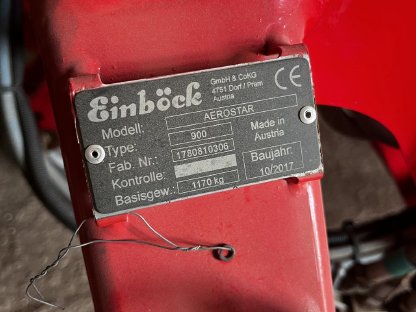 Einböck
GmbH & CoKG
4751 Dorf / Pram
Austria
CE
Modell: AEROSTAR
Type: 900
Fab. Nr.: 1780810306
Kontrolle:
Basisgew.: 1170 kg
Made in
Austria
Baujahr:
10/2017